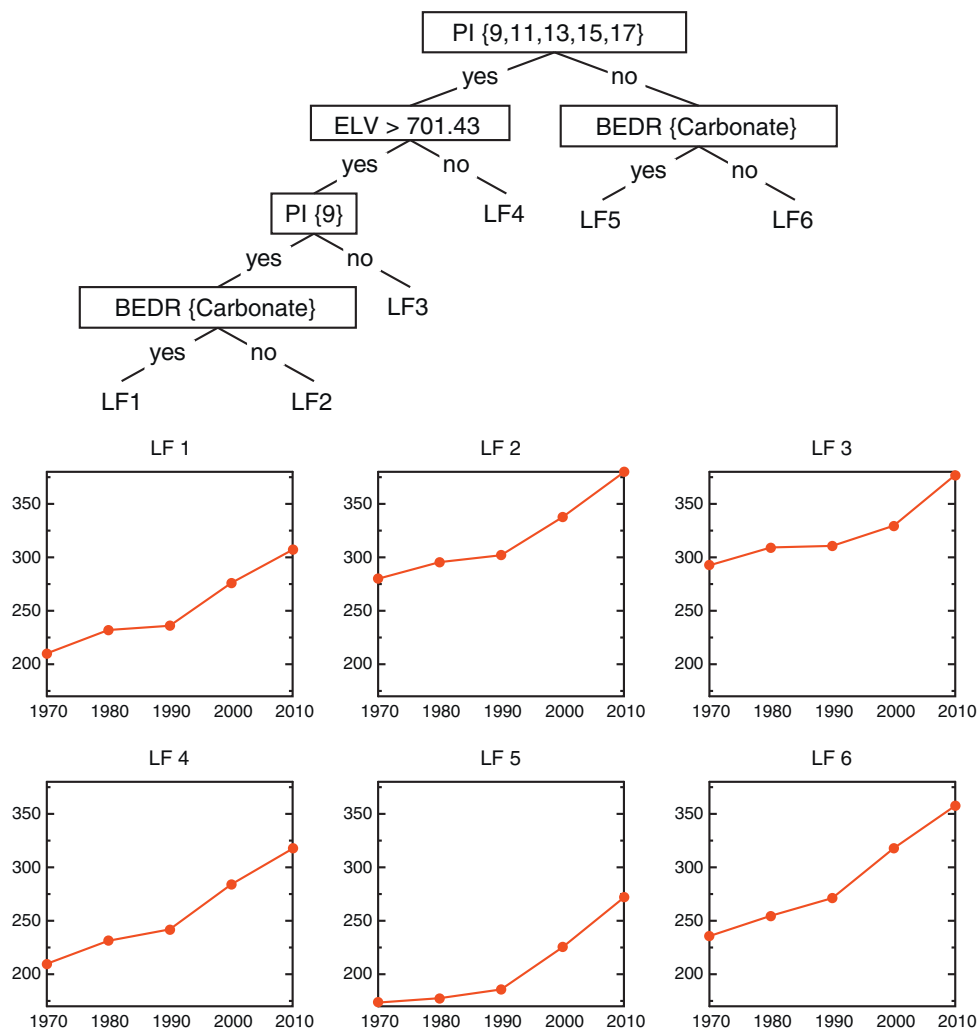 PI {9,11,13,15,17}
yes no
ELV > 701.43 BEDR {Carbonate}
yes no yes no
PI {9} LF4 LF5 LF6
yes no
BEDR {Carbonate} LF3
yes no
LF1 LF2
LF 1 LF 2 LF 3
350 350 350
300 300 300
250 250 250
200 200 200
1970 1980 1990 2000 2010 1970 1980 1990 2000 2010 1970 1980 1990 2000 2010
LF 4 LF 5 LF 6
350 350 350
300 300 300
250 250 250
200 200 200
1970 1980 1990 2000 2010 1970 1980 1990 2000 2010 1970 1980 1990 2000 2010